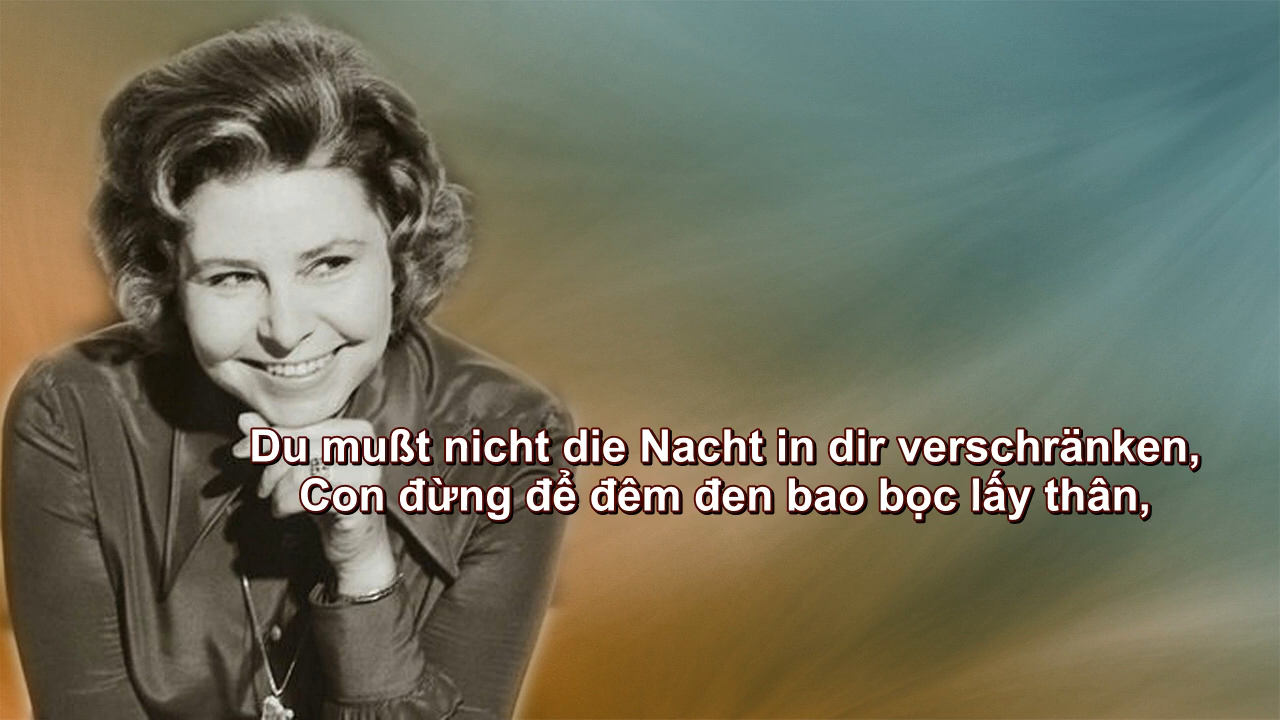 Du mußt nicht die Nacht in dir verschränken,
Con đừng để đêm đen bao bọc lấy thân,